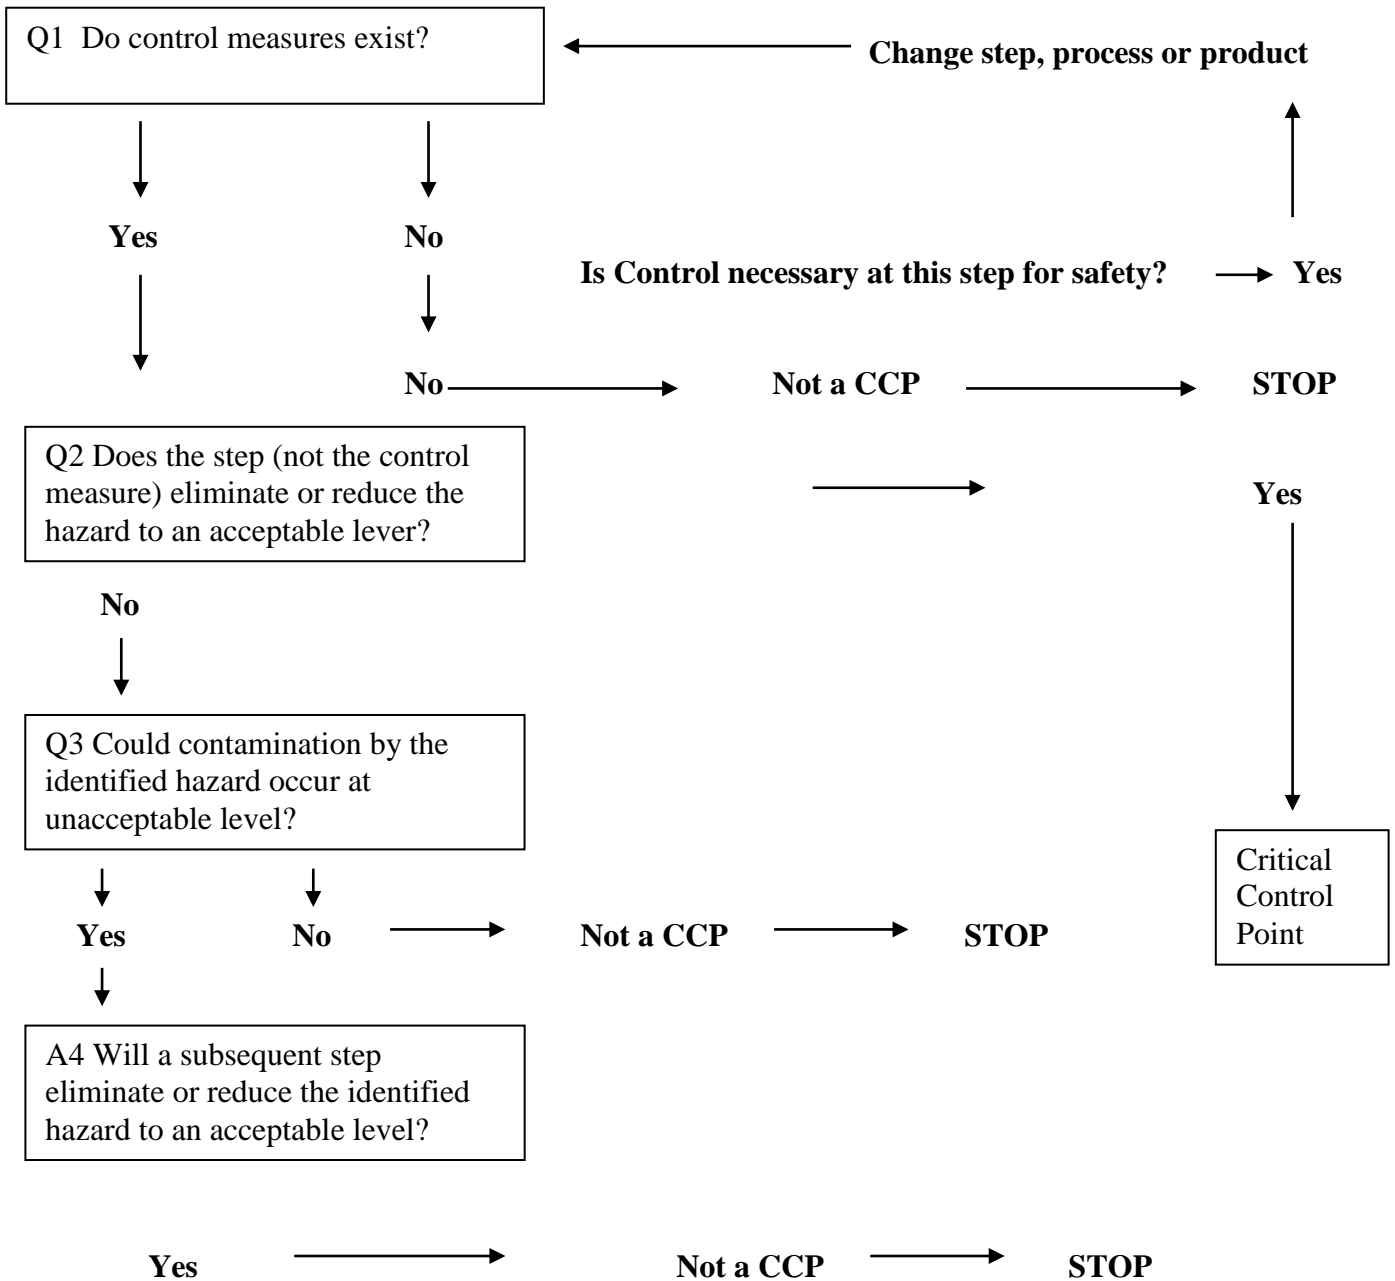 Q1 Do control measures exist?
Change step, process or product
Yes
No
Is Control necessary at this step for safety?
Yes
No
Not a CCP
STOP
Q2 Does the step (not the control
measure) eliminate or reduce the
hazard to an acceptable lever?
Yes
No
Q3 Could contamination by the
identified hazard occur at
unacceptable level?
Critical
Control
Point
Yes
No
Not a CCP
STOP
A4 Will a subsequent step
eliminate or reduce the identified
hazard to an acceptable level?
Yes
Not a CCP
STOP